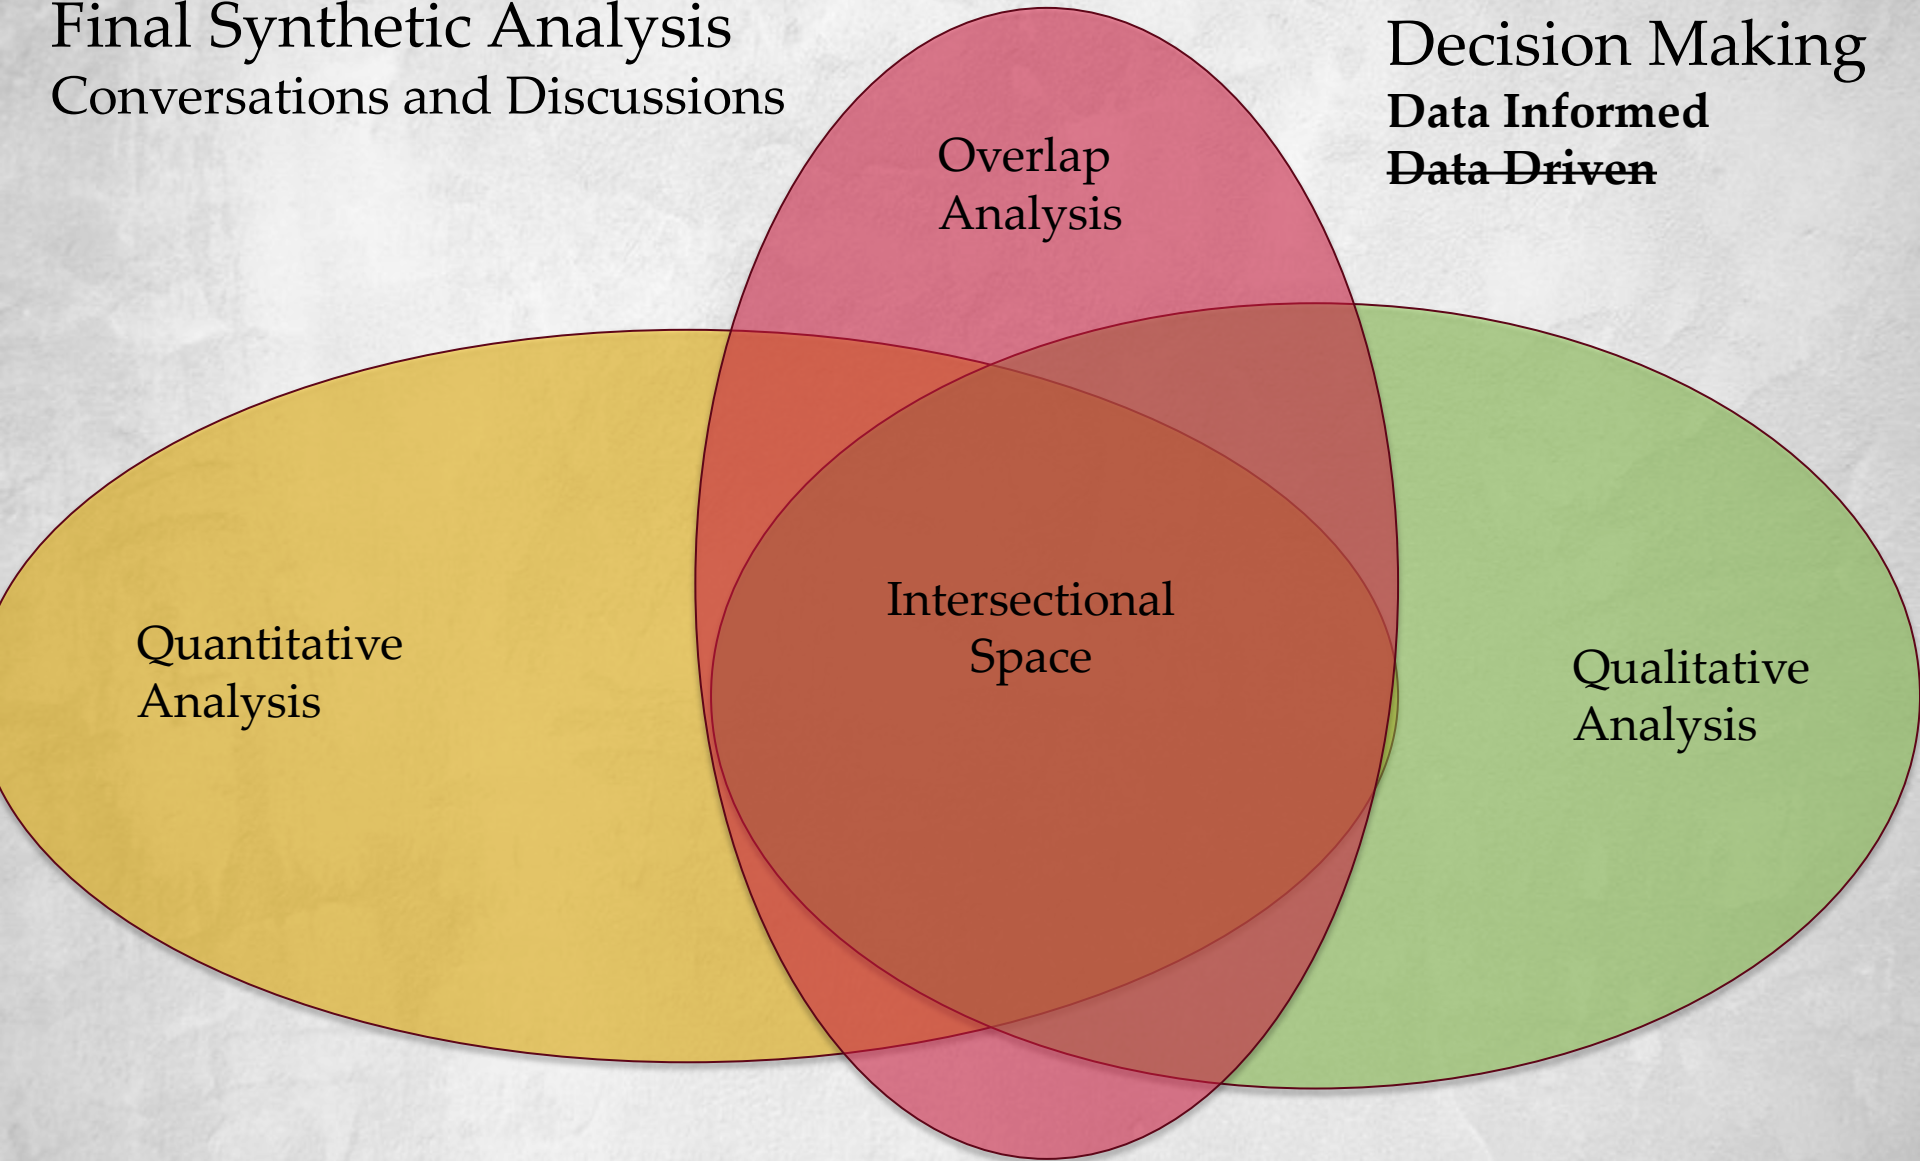 Final Synthetic Analysis
Conversations and Discussions
Decision Making
Data Informed
Data Driven
Overlap
Analysis
Intersectional
Space
Quantitative
Analysis
Qualitative
Analysis